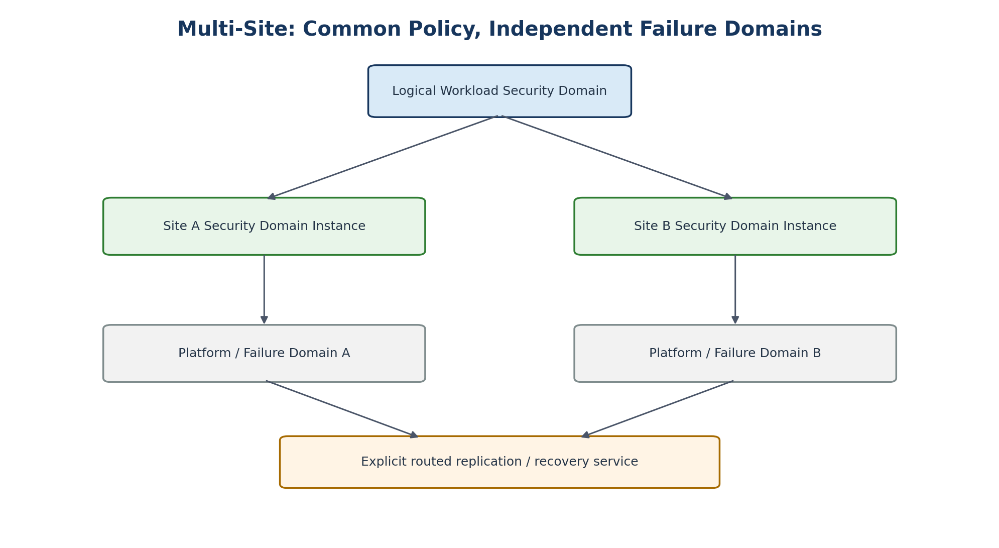 Multi-Site: Common Policy, Independent Failure Domains
Logical Workload Security Domain
Site A Security Domain Instance
Site B Security Domain Instance
Platform / Failure Domain A
Platform / Failure Domain B
Explicit routed replication / recovery service